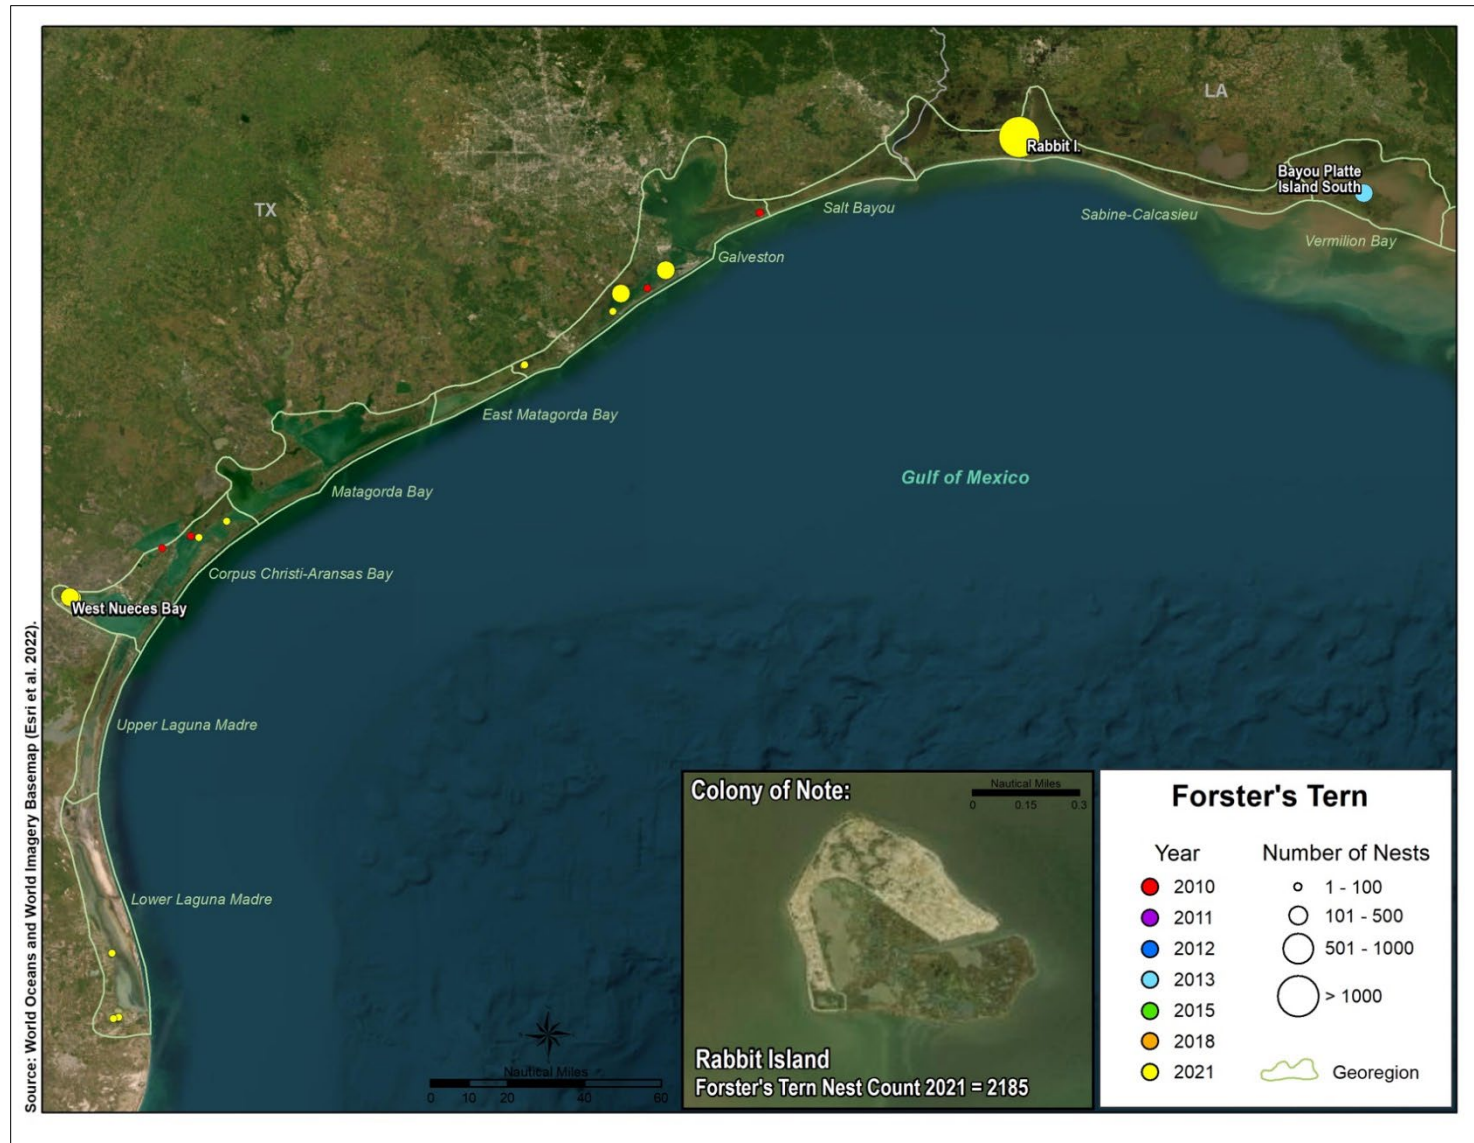 LA
TX
Rabbit I.
Bayou Platte
Island South
Salt Bayou
Sabine-Calcasieu
Vermilion Bay
Galveston
East Matagorda Bay
Gulf of Mexico
Matagorda Bay
Corpus Christi-Aransas Bay
West Nueces Bay
Upper Laguna Madre
Lower Laguna Madre
Nautical Miles
0 10 20 40 60
Colony of Note:
Nautical Miles
0 0.15 0.3
Rabbit Island
Forster's Tern Nest Count 2021 = 2185
Forster's Tern
Year
2010
2011
2012
2013
2015
2018
2021
Number of Nests
1 - 100
101 - 500
501 - 1000
> 1000
Georegion
Source: World Oceans and World Imagery Basemap (Esri et al. 2022).